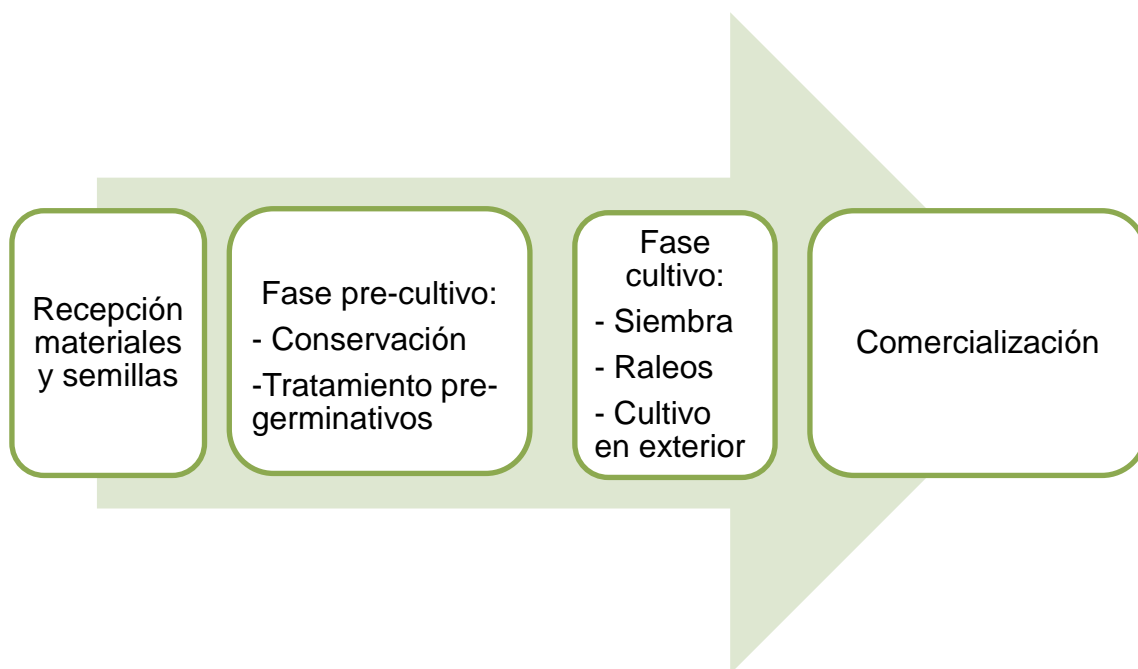 Recepción
materiales
y semillas
Fase pre-cultivo:
- Conservación
-Tratamiento pre-
germinativos
Fase
cultivo:
- Siembra
- Raleos
- Cultivo
en exterior
Comercialización